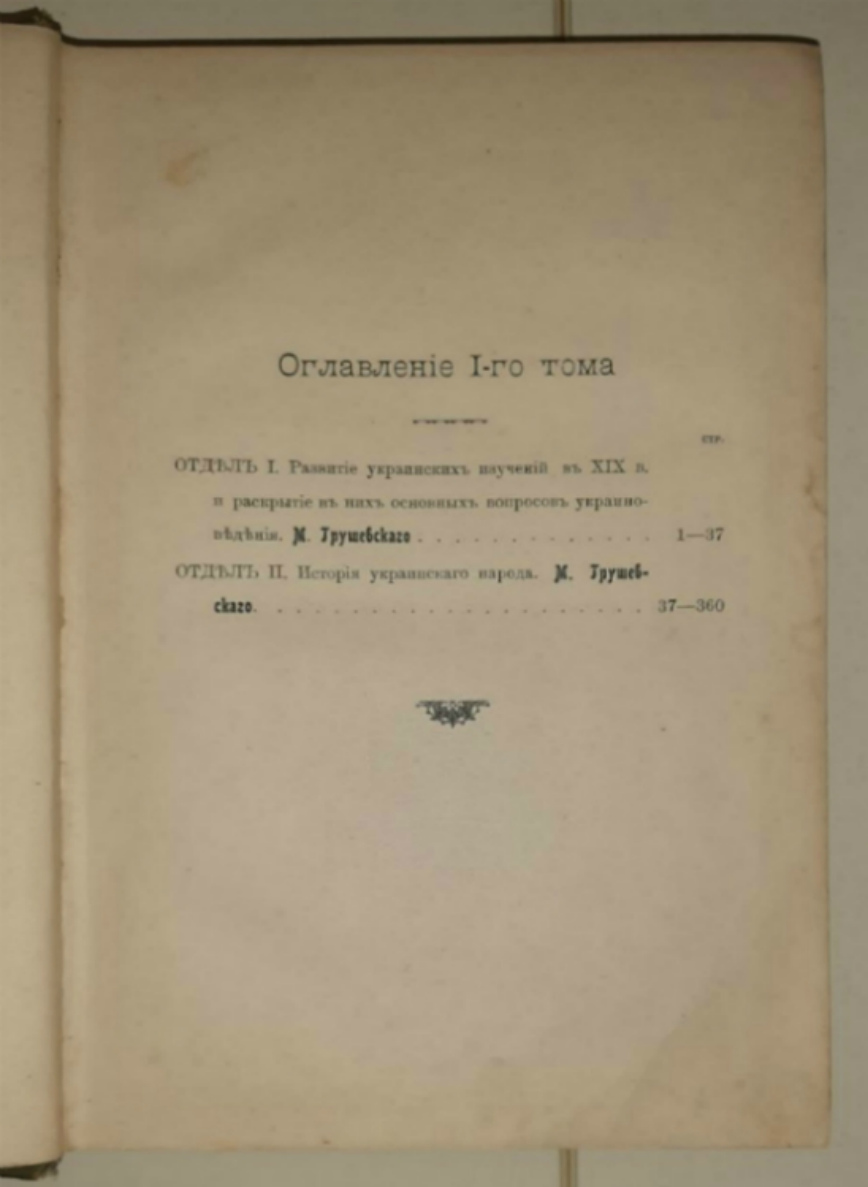 Оглавленіе I-го тома
стр.
ОТДѢЛЪ I. Развитіе украинскихъ изученій въ XIX в.
и раскрытіе въ нихъ основныхъ вопросовъ украино-
вѣдѣнія. М. Грушевскаго . . . . . . . . . . . . . 1—37
ОТДѢЛЪ II. Исторія украинскаго народа. М. Грушев-
скаго. . . . . . . . . . . . . . . . . . . . 37—360